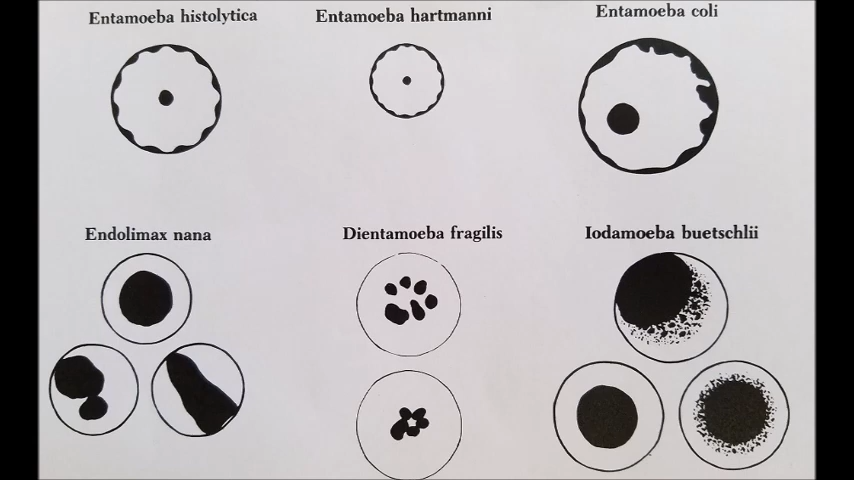 Entamoeba histolytica
Entamoeba hartmanni
Entamoeba coli
Endolimax nana
Dientamoeba fragilis
Iodamoeba buetschlii